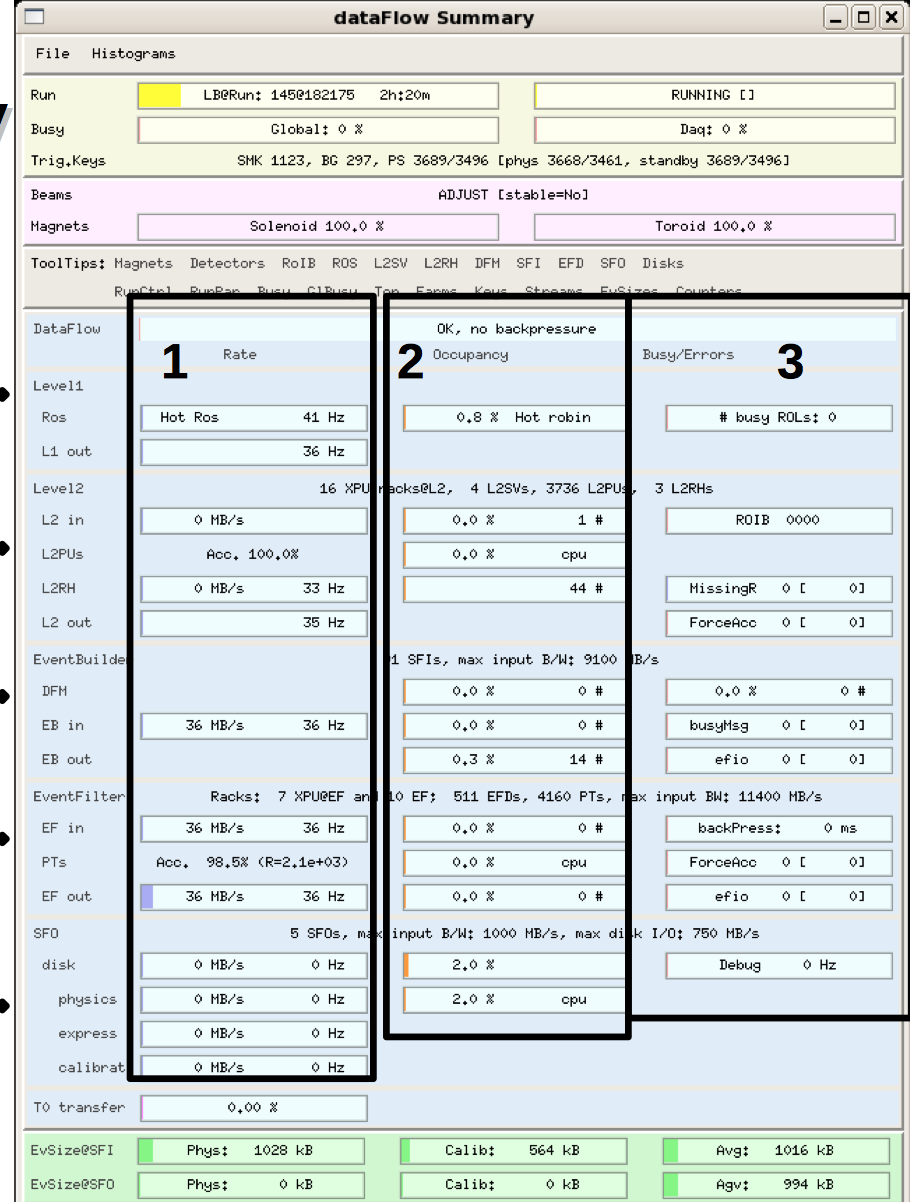 dataFlow Summary
File Histograms
Run LB@Run: 145@182175 2h:20m RUNNING []
Busy Global: 0 % Daq: 0 %
Trig.Keys SMK 1123, BG 297, PS 3689/3496 [phys 3668/3461, standby 3689/3496]
Beams ADJUST [stable=No]
Magnets Solenoid 100.0 % Toroid 100.0 %
ToolTips: Magnets Detectors RoIB ROS L2SV L2RH DFM SFI EFD SFO Disks
RunCtrl RunPar Busy GlBusy Top Farms Keys Streams EvSizes Counters
DataFlow OK, no backpressure
1 2 3
Rate Occupancy Busy/Errors
Level1
Ros Hot Ros 41 Hz 0.8 % Hot robin # busy ROLs: 0
L1 out 36 Hz
Level2 16 XPU racks@L2, 4 L2SVs, 3736 L2PUs, 3 L2RHs
L2 in 0 MB/s 0.0 % 1 # ROIB 0000
L2PUs Acc. 100.0% 0.0 % cpu
L2RH 0 MB/s 33 Hz 44 # MissingR 0 [ 0]
L2 out 35 Hz ForceAcc 0 [ 0]
EventBuilde 1 SFIs, max input B/W: 9100 MB/s
DFM 0.0 % 0 # 0.0 % 0 #
EB in 36 MB/s 36 Hz 0.0 % 0 # busyMsg 0 [ 0]
EB out 0.3 % 14 # efio 0 [ 0]
EventFilter Racks: 7 XPU@EF and 10 EF; 511 EFDs, 4160 PTs, max input BW: 11400 MB/s
EF in 36 MB/s 36 Hz 0.0 % 0 # backPress: 0 ms
PTs Acc. 98.5% (R=2.1e+03) 0.0 % cpu ForceAcc 0 [ 0]
EF out 36 MB/s 36 Hz 0.0 % 0 # efio 0 [ 0]
SFO 5 SFOs, max input B/W: 1000 MB/s, max disk I/O: 750 MB/s
disk 0 MB/s 0 Hz 2.0 % Debug 0 Hz
physics 0 MB/s 0 Hz 2.0 % cpu
express 0 MB/s 0 Hz
calibrat 0 MB/s 0 Hz
T0 transfer 0.00 %
EvSize@SFI Phys: 1028 kB Calib: 564 kB Avg: 1016 kB
EvSize@SFO Phys: 0 kB Calib: 0 kB Agv: 994 kB